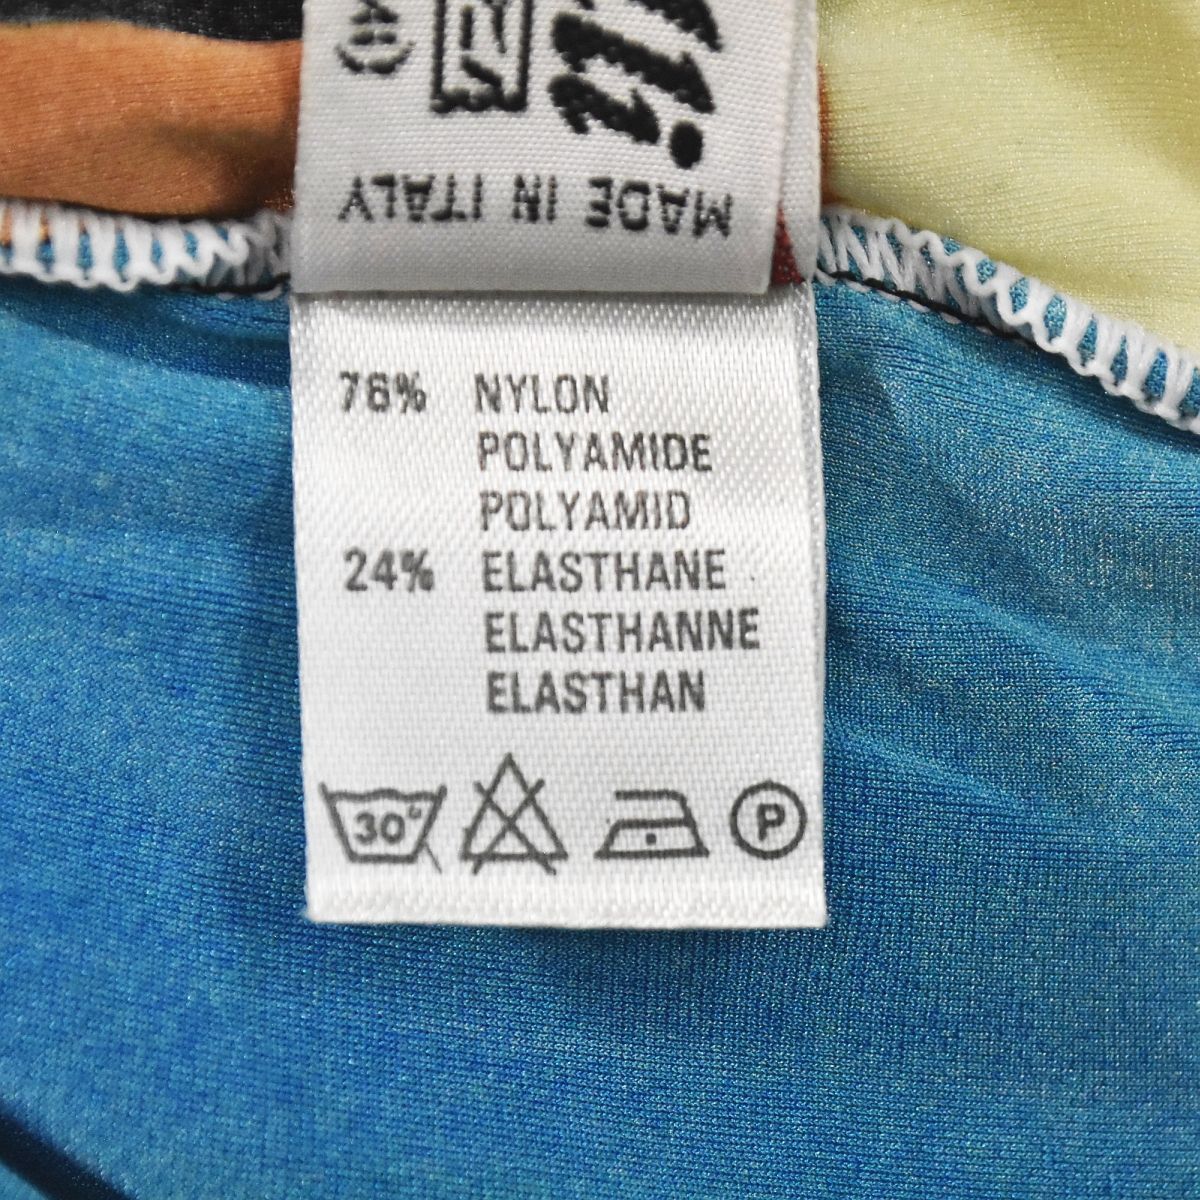 MADE IN ITALY
76% NYLON
POLYAMIDE
POLYAMID
24% ELASTHANE
ELASTHANNE
ELASTHAN
30°
P